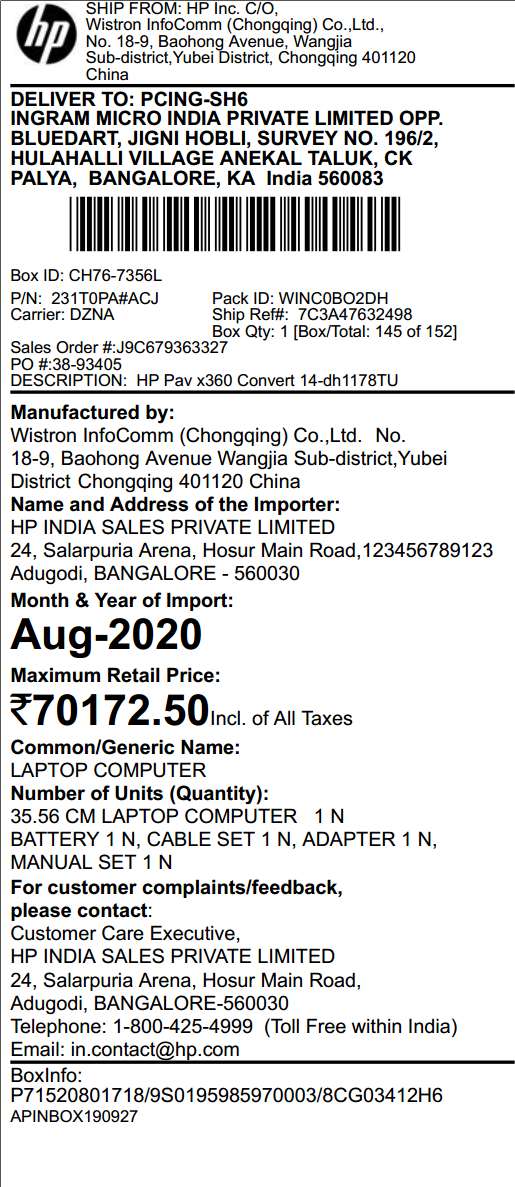 hp
SHIP FROM: HP Inc. C/O,
Wistron InfoComm (Chongqing) Co.,Ltd.,
No. 18-9, Baohong Avenue, Wangjia
Sub-district,Yubei District, Chongqing 401120
China
DELIVER TO: PCING-SH6
INGRAM MICRO INDIA PRIVATE LIMITED OPP.
BLUEDART, JIGNI HOBLI, SURVEY NO. 196/2,
HULAHALLI VILLAGE ANEKAL TALUK, CK
PALYA,  BANGALORE, KA  India 560083
Box ID: CH76-7356L
P/N:  231T0PA#ACJ Pack ID: WINC0BO2DH
Carrier: DZNA Ship Ref#:  7C3A47632498
Box Qty: 1 [Box/Total: 145 of 152]
Sales Order #:J9C679363327
PO #:38-93405
DESCRIPTION:  HP Pav x360 Convert 14-dh1178TU
Manufactured by:
Wistron InfoComm (Chongqing) Co.,Ltd.  No.
18-9, Baohong Avenue Wangjia Sub-district,Yubei
District Chongqing 401120 China
Name and Address of the Importer:
HP INDIA SALES PRIVATE LIMITED
24, Salarpuria Arena, Hosur Main Road,123456789123
Adugodi, BANGALORE - 560030
Month & Year of Import:
Aug-2020
Maximum Retail Price:
₹70172.50Incl. of All Taxes
Common/Generic Name:
LAPTOP COMPUTER
Number of Units (Quantity):
35.56 CM LAPTOP COMPUTER   1 N
BATTERY 1 N, CABLE SET 1 N, ADAPTER 1 N,
MANUAL SET 1 N
For customer complaints/feedback,
please contact:
Customer Care Executive,
HP INDIA SALES PRIVATE LIMITED
24, Salarpuria Arena, Hosur Main Road,
Adugodi, BANGALORE-560030
Telephone: 1-800-425-4999  (Toll Free within India)
Email: in.contact@hp.com
BoxInfo:
P71520801718/9S0195985970003/8CG03412H6
APINBOX190927